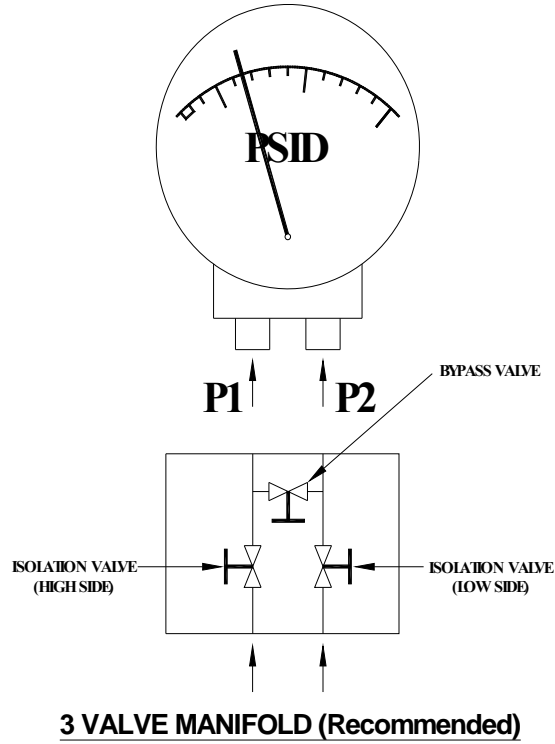 PSID
P1
P2
BYPASS VALVE
ISOLATION VALVE
(HIGH SIDE)
ISOLATION VALVE
(LOW SIDE)
3 VALVE MANIFOLD (Recommended)